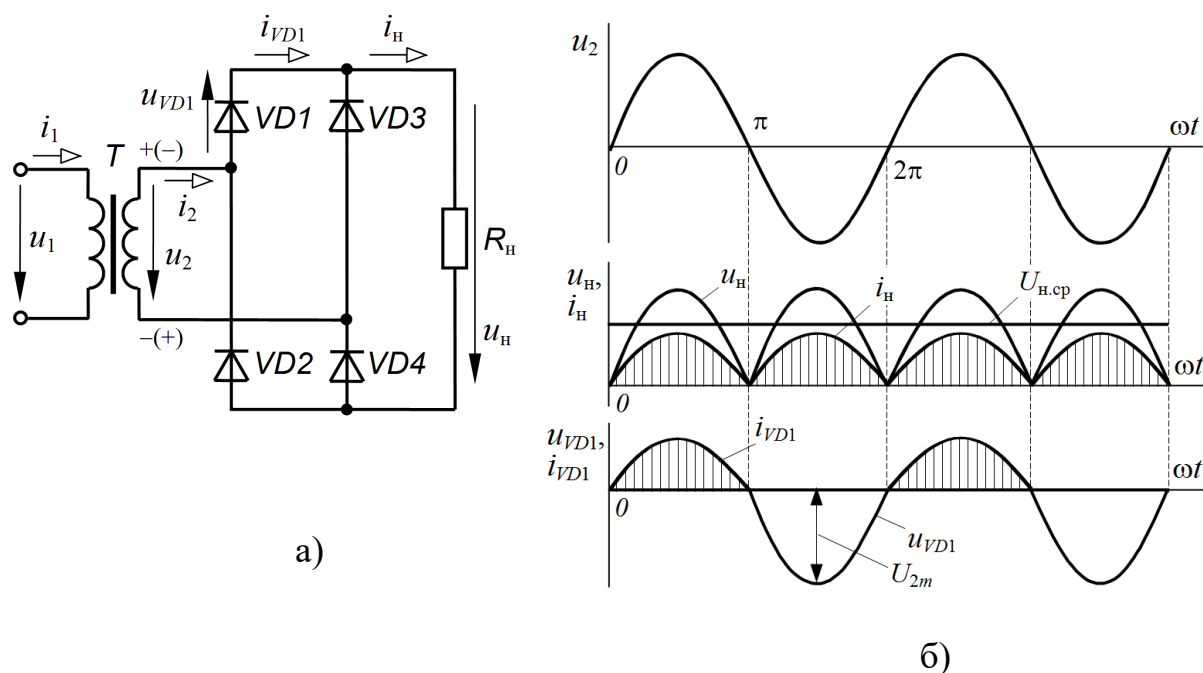 i_VD1
i_н
u_VD1
VD1
VD3
i_1
T
+(–)
i_2
u_1
u_2
R_н
–(+)
u_н
VD2
VD4
а)
u_2
π
ωt
0
2π
u_н,
i_н
u_н
i_н
U_н.ср
ωt
0
u_VD1,
i_VD1
i_VD1
ωt
0
u_VD1
U_2m
б)